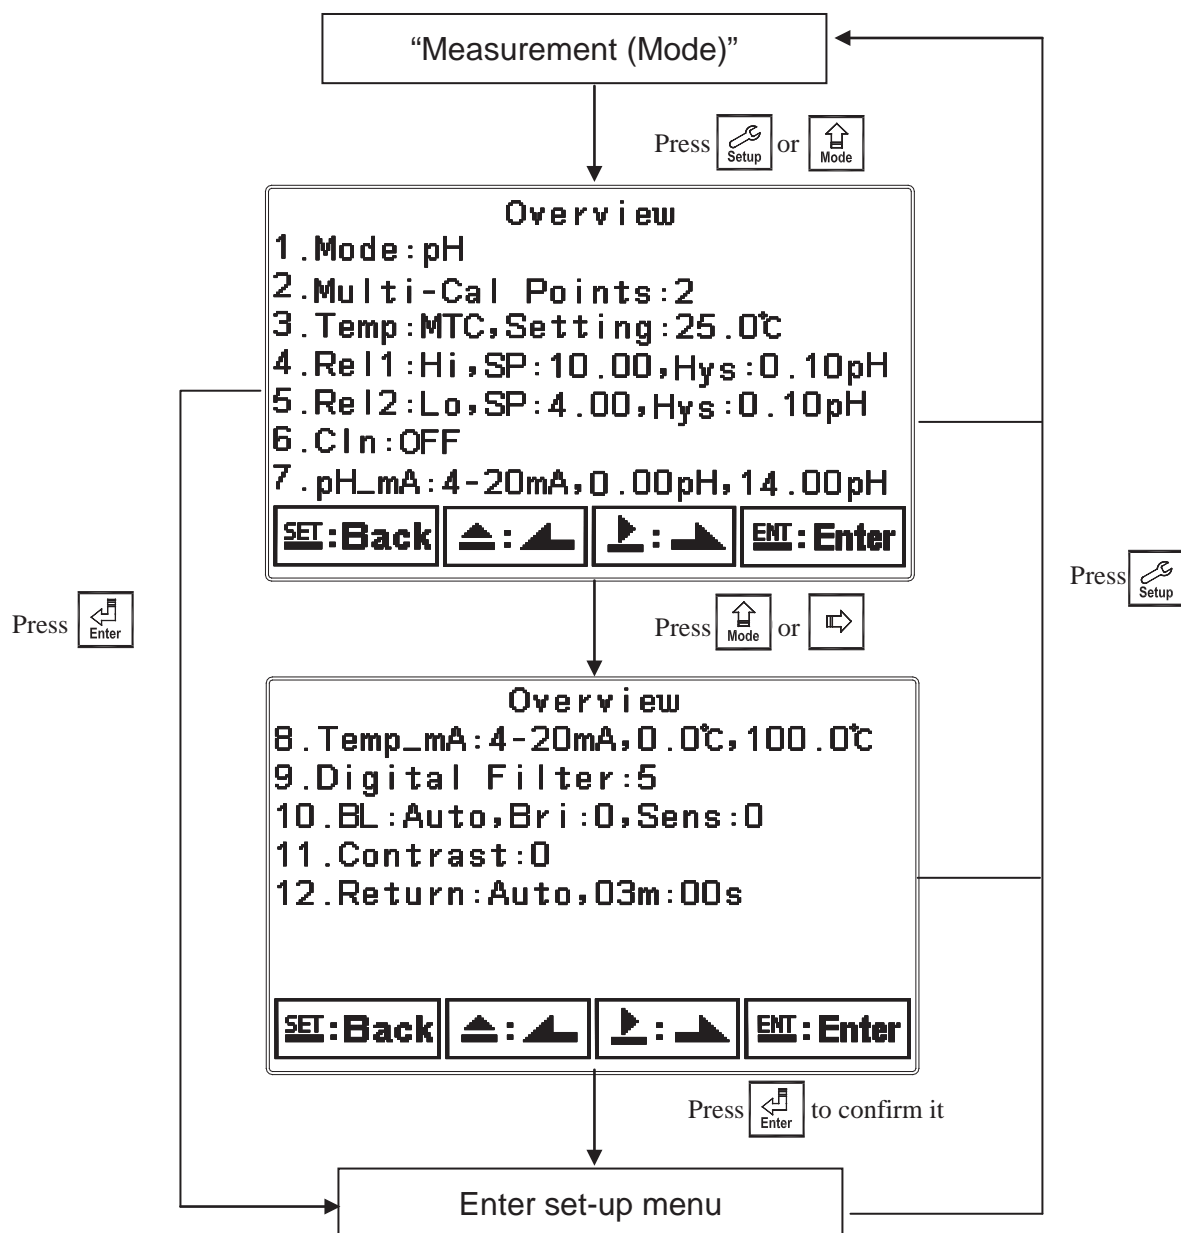 “Measurement (Mode)”
Press Setup or Mode
Overview
1.Mode:pH
2.Multi-Cal Points:2
3.Temp:MTC,Setting:25.0℃
4.Rel1:Hi,SP:10.00,Hys:0.10pH
5.Rel2:Lo,SP:4.00,Hys:0.10pH
6.Cln:OFF
7.pH_mA:4-20mA,0.00pH,14.00pH
SET:Back ENT:Enter
Press Enter
Press Setup
Press Mode or
Overview
8.Temp_mA:4-20mA,0.0℃,100.0℃
9.Digital Filter:5
10.BL:Auto,Bri:0,Sens:0
11.Contrast:0
12.Return:Auto,03m:00s
SET:Back ENT:Enter
Press Enter to confirm it
Enter set-up menu